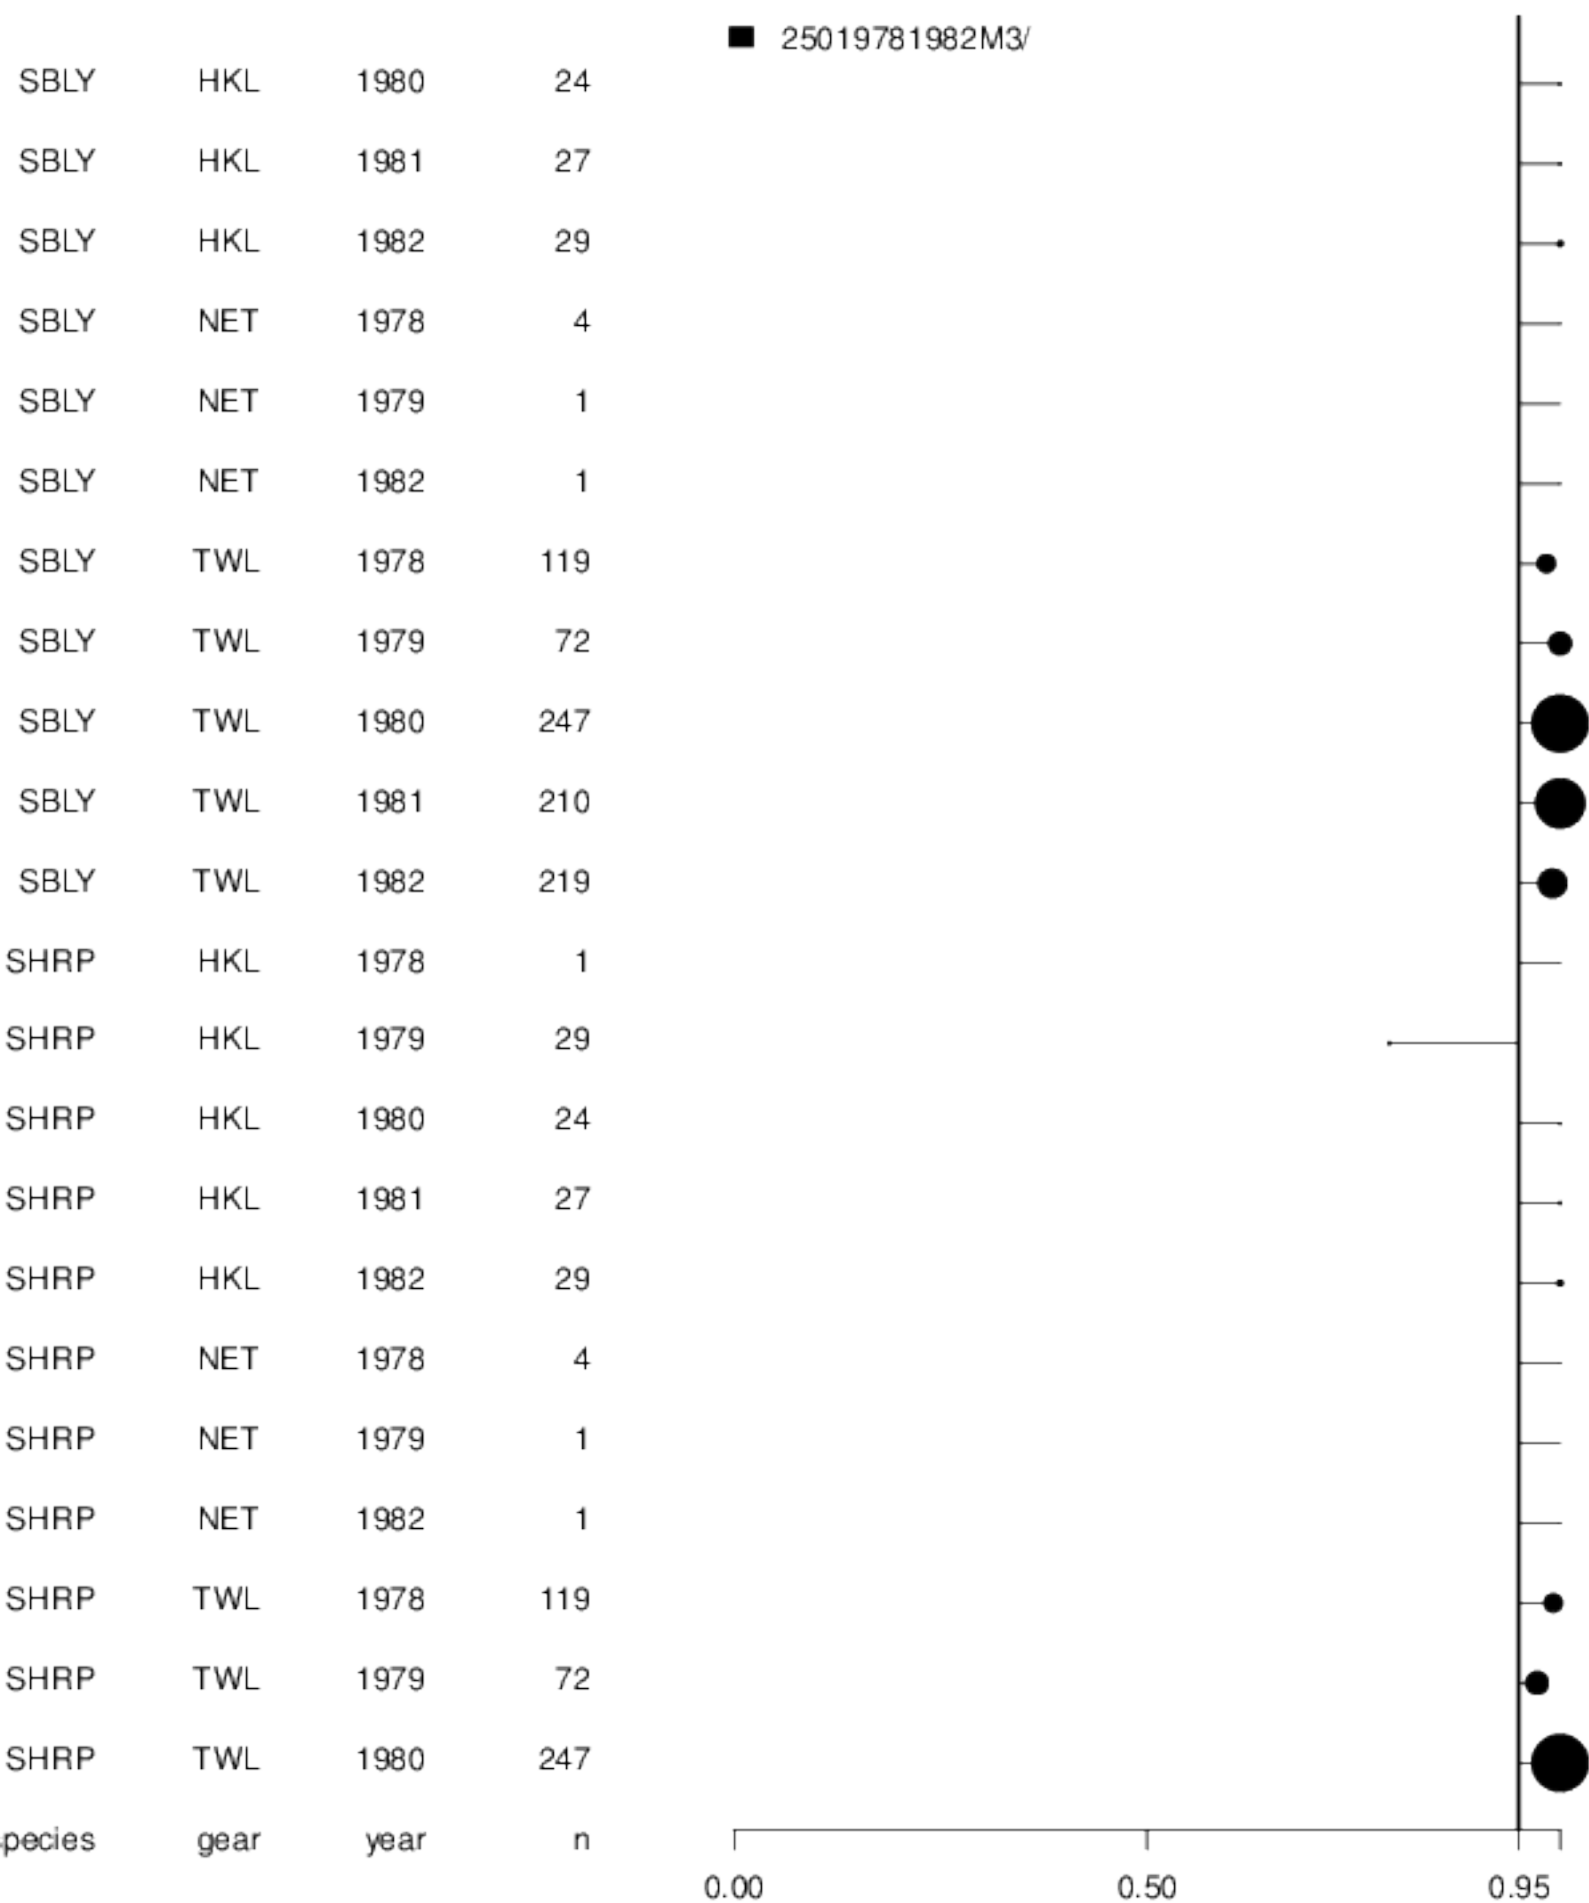 25019781982M3/
SBLY HKL 1980 24
SBLY HKL 1981 27
SBLY HKL 1982 29
SBLY NET 1978 4
SBLY NET 1979 1
SBLY NET 1982 1
SBLY TWL 1978 119
SBLY TWL 1979 72
SBLY TWL 1980 247
SBLY TWL 1981 210
SBLY TWL 1982 219
SHRP HKL 1978 1
SHRP HKL 1979 29
SHRP HKL 1980 24
SHRP HKL 1981 27
SHRP HKL 1982 29
SHRP NET 1978 4
SHRP NET 1979 1
SHRP NET 1982 1
SHRP TWL 1978 119
SHRP TWL 1979 72
SHRP TWL 1980 247
pecies gear year n
0.00 0.50 0.95